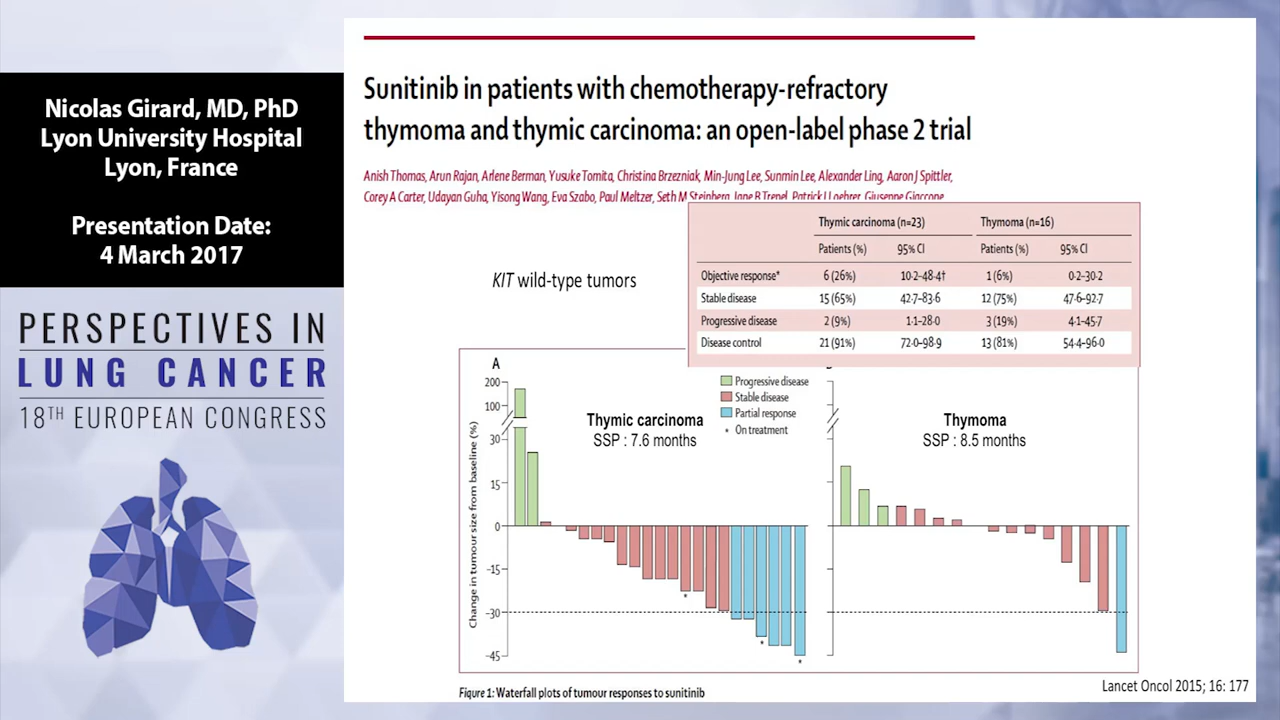 Nicolas Girard, MD, PhD
Lyon University Hospital
Lyon, France
Presentation Date:
4 March 2017
PERSPECTIVES IN
LUNG CANCER
18TH EUROPEAN CONGRESS
Sunitinib in patients with chemotherapy-refractory
thymoma and thymic carcinoma: an open-label phase 2 trial
Anish Thomas, Arun Rajan, Arlene Berman, Yusuke Tomita, Christina Brzezniak, Min-Jung Lee, Sunmin Lee, Alexander Ling, Aaron J Spittler,
Corey A Carter, Udayan Guha, Yisong Wang, Eva Szabo, Paul Meltzer, Seth M Steinberg, Jane B Trepel, Patrick J Loehrer, Giuseppe Giaccone
KIT wild-type tumors
Thymic carcinoma (n=23) Thymoma (n=16)
Patients (%) 95% CI Patients (%) 95% CI
Objective response* 6 (26%) 10·2–48·4† 1 (6%) 0·2–30·2
Stable disease 15 (65%) 42·7–83·6 12 (75%) 47·6–92·7
Progressive disease 2 (9%) 1·1–28·0 3 (19%) 4·1–45·7
Disease control 21 (91%) 72·0–98·9 13 (81%) 54·4–96·0
A
Change in tumour size from baseline (%)
200
100
30
15
0
−15
−30
−45
Thymic carcinoma
SSP : 7.6 months
Progressive disease
Stable disease
Partial response
* On treatment
Thymoma
SSP : 8.5 months
*
*
*
Figure 1: Waterfall plots of tumour responses to sunitinib
Lancet Oncol 2015; 16: 177